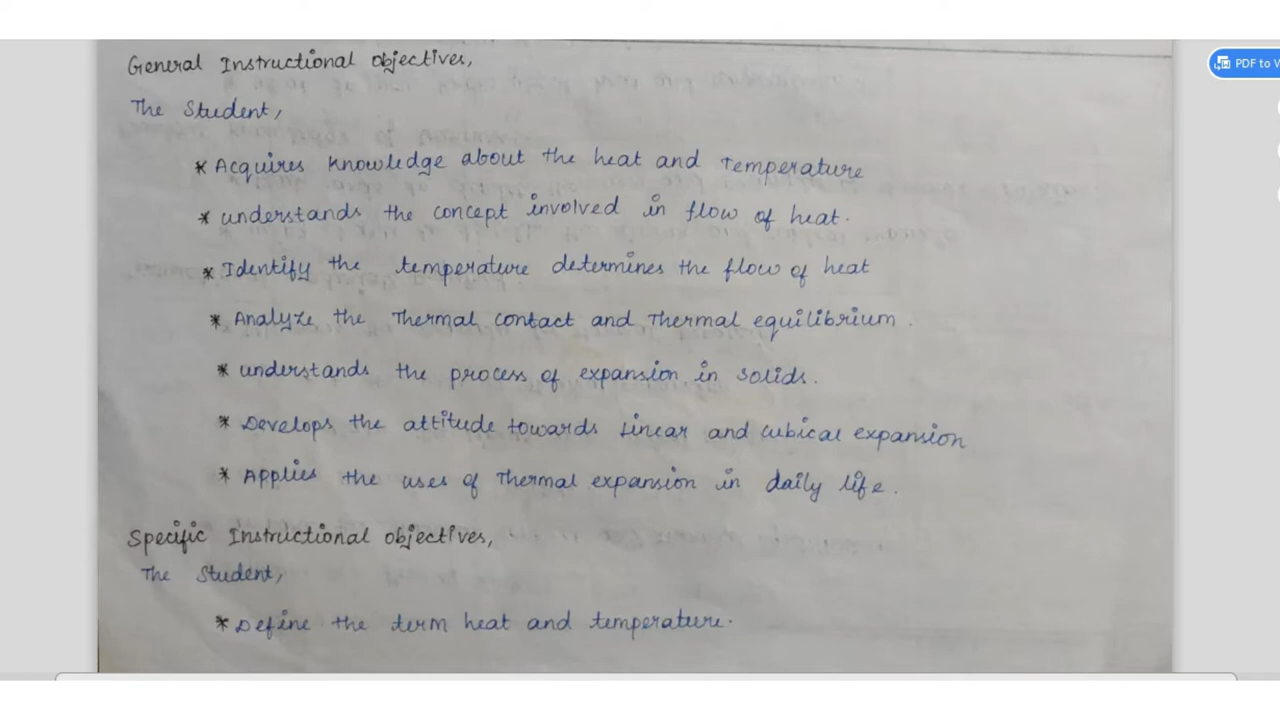 General Instructional objectives,
PDF to
The Student,
* Acquires knowledge about the heat and Temperature
* understands the concept involved in flow of heat.
* Identify the temperature determines the flow of heat
* Analyze the Thermal contact and Thermal equilibrium.
* understands the process of expansion in solids.
* Develops the attitude towards Linear and cubical expansion
* Applies the uses of Thermal expansion in daily life.
Specific Instructional objectives,
The Student,
* Define the term heat and temperature.